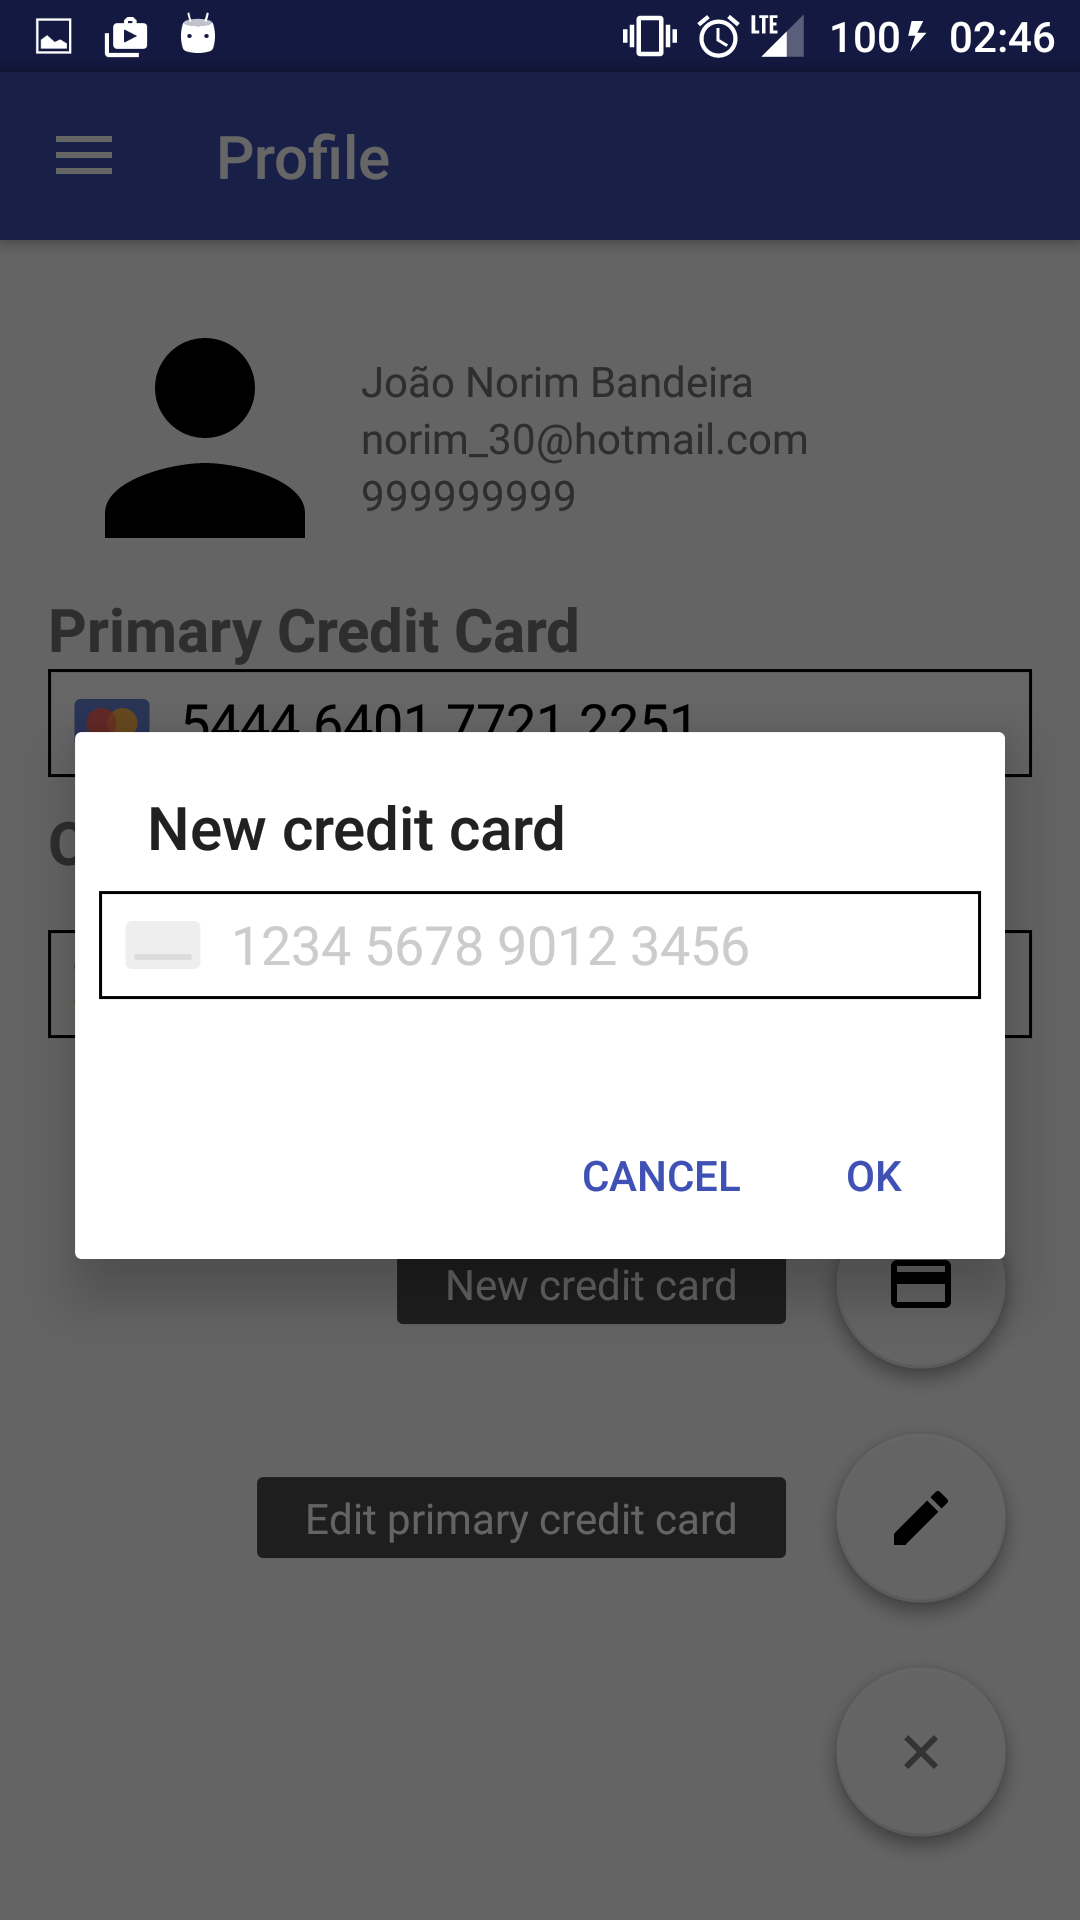 LTE 100 02:46
Profile
João Norim Bandeira
norim_30@hotmail.com
999999999
Primary Credit Card
5444 6401 7721 2251
New credit card
1234 5678 9012 3456
CANCEL OK
New credit card
Edit primary credit card